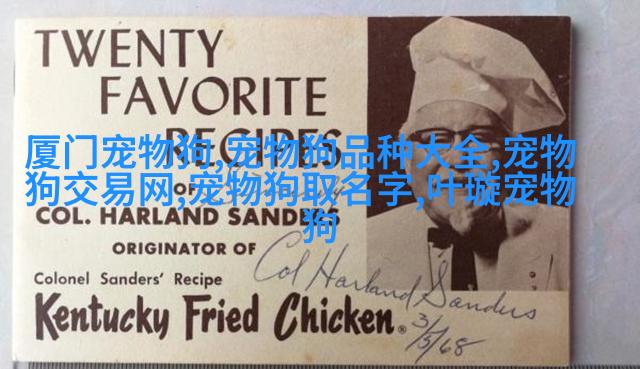 TWENTY
FAVORITE
RECIPES
厦门宠物狗,宠物狗品种大全,宠物
狗交易网,宠物狗取名字,叶璇宠物
狗
OF
COL. HARLAND SANDERS
ORIGINATOR OF
Colonel Sanders' Recipe
Kentucky Fried Chicken®
Col Harland Sanders
3/5/68